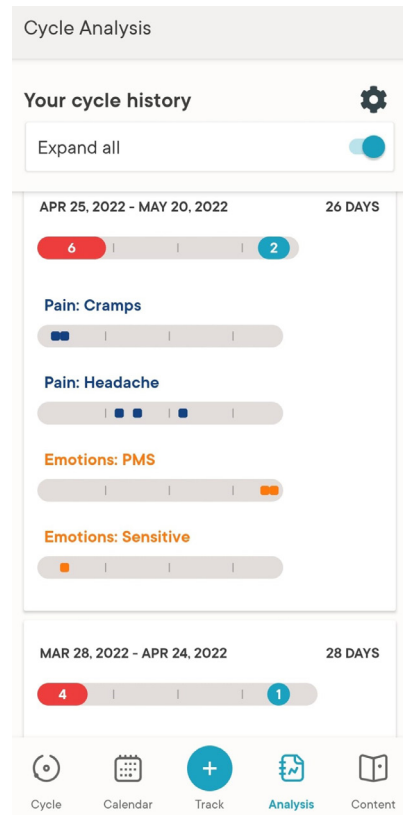 Cycle Analysis
Your cycle history
Expand all
APR 25, 2022 - MAY 20, 2022 26 DAYS
6 2
Pain: Cramps
Pain: Headache
Emotions: PMS
Emotions: Sensitive
MAR 28, 2022 - APR 24, 2022 28 DAYS
4 1
Cycle Calendar Track Analysis Content